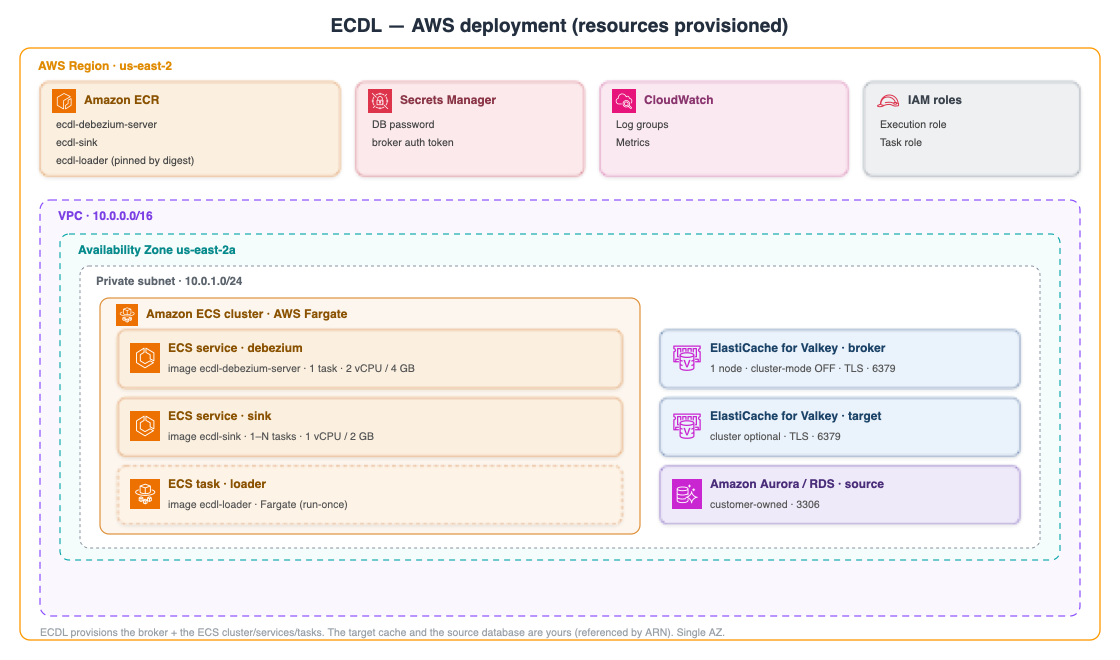 ECDL — AWS deployment (resources provisioned)
AWS Region · us-east-2
Amazon ECR
ecdl-debezium-server
ecdl-sink
ecdl-loader (pinned by digest)
Secrets Manager
DB password
broker auth token
CloudWatch
Log groups
Metrics
IAM roles
Execution role
Task role
VPC · 10.0.0.0/16
Availability Zone us-east-2a
Private subnet · 10.0.1.0/24
Amazon ECS cluster · AWS Fargate
ECS service · debezium
image ecdl-debezium-server · 1 task · 2 vCPU / 4 GB
ECS service · sink
image ecdl-sink · 1–N tasks · 1 vCPU / 2 GB
ECS task · loader
image ecdl-loader · Fargate (run-once)
ElastiCache for Valkey · broker
1 node · cluster-mode OFF · TLS · 6379
ElastiCache for Valkey · target
cluster optional · TLS · 6379
Amazon Aurora / RDS · source
customer-owned · 3306
ECDL provisions the broker + the ECS cluster/services/tasks. The target cache and the source database are yours (referenced by ARN). Single AZ.